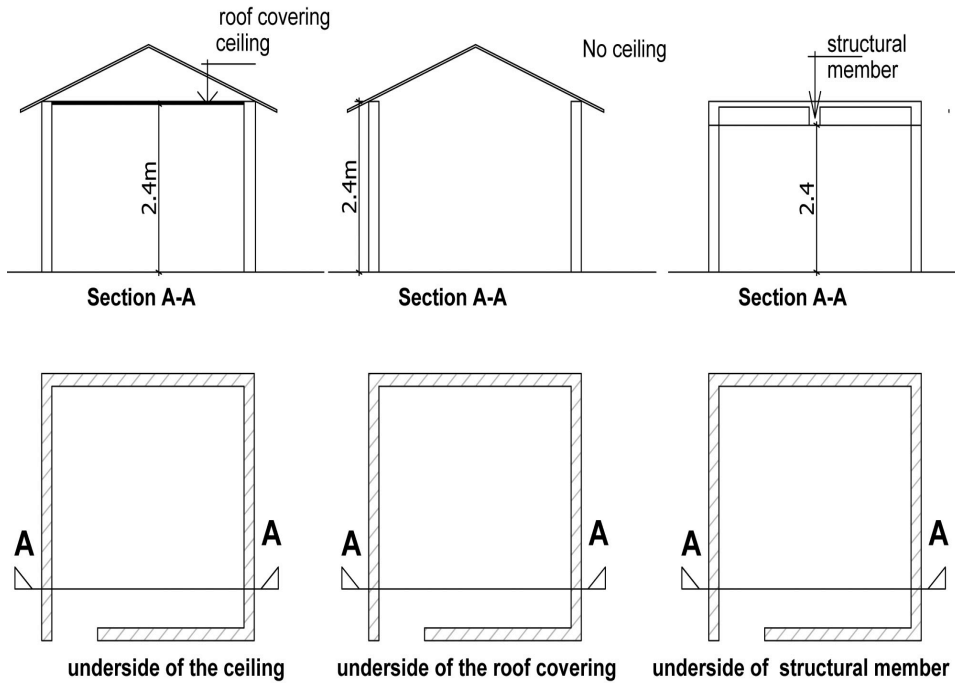 roof covering
ceiling
2.4m
Section A-A
No ceiling
2.4m
Section A-A
structural
member
2.4
Section A-A
A
A
underside of the ceiling
A
A
underside of the roof covering
A
A
underside of structural member